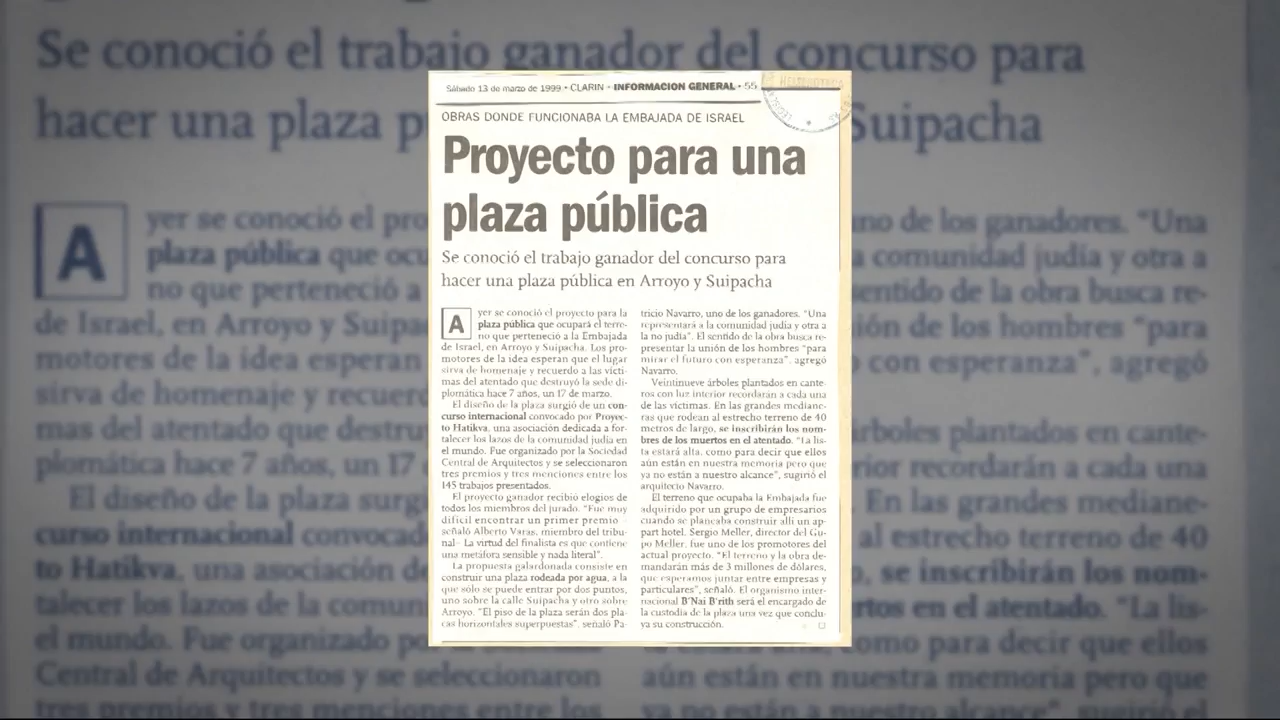 Sábado 13 de marzo de 1999 • CLARIN • INFORMACION GENERAL • 55
HEMEROTECA
OBRAS DONDE FUNCIONABA LA EMBAJADA DE ISRAEL
Proyecto para una
plaza pública
Se conoció el trabajo ganador del concurso para
hacer una plaza pública en Arroyo y Suipacha
Ayer se conoció el proyecto para la
plaza pública que ocupará el terre-
no que perteneció a la Embajada
de Israel, en Arroyo y Suipacha. Los pro-
motores de la idea esperan que el lugar
sirva de homenaje y recuerdo a las vícti-
mas del atentado que destruyó la sede di-
plomática hace 7 años, un 17 de marzo.
El diseño de la plaza surgió de un con-
curso internacional convocado por Proyec-
to Hatikva, una asociación dedicada a for-
talecer los lazos de la comunidad judía en
el mundo. Fue organizado por la Sociedad
Central de Arquitectos y se seleccionaron
tres premios y tres menciones entre los
145 trabajos presentados.
El proyecto ganador recibió elogios de
todos los miembros del jurado. "Fue muy
difícil encontrar un primer premio -
señaló Alberto Varas, miembro del tribu-
nal- La virtud del finalista es que contiene
una metáfora sensible y nada literal".
La propuesta galardonada consiste en
construir una plaza rodeada por agua, a la
que sólo se puede entrar por dos puntos,
uno sobre la calle Suipacha y otro sobre
Arroyo. "El piso de la plaza serán dos pla-
cas horizontales superpuestas", señaló Pa-
tricio Navarro, uno de los ganadores. "Una
representará a la comunidad judía y otra a
la no judía". El sentido de la obra busca re-
presentar la unión de los hombres "para
mirar el futuro con esperanza", agregó
Navarro.
Veintinueve árboles plantados en cante-
ros con luz interior recordarán a cada una
de las víctimas. En las grandes mediane-
ras que rodean al estrecho terreno de 40
metros de largo, se inscribirán los nom-
bres de los muertos en el atentado. "La lis-
ta estará alta, como para decir que ellos
aún están en nuestra memoria pero que
ya no están a nuestro alcance", sugirió el
arquitecto Navarro.
El terreno que ocupaba la Embajada fue
adquirido por un grupo de empresarios
cuando se planeaba construir allí un ap-
part hotel. Sergio Meller, director del Gu-
po Meller, fue uno de los promotores del
actual proyecto. "El terreno y la obra de-
mandarán más de 3 millones de dólares,
que esperamos juntar entre empresas y
particulares", señaló. El organismo inter-
nacional B'Nai B'rith será el encargado de
la custodia de la plaza una vez que conclu-
ya su construcción.